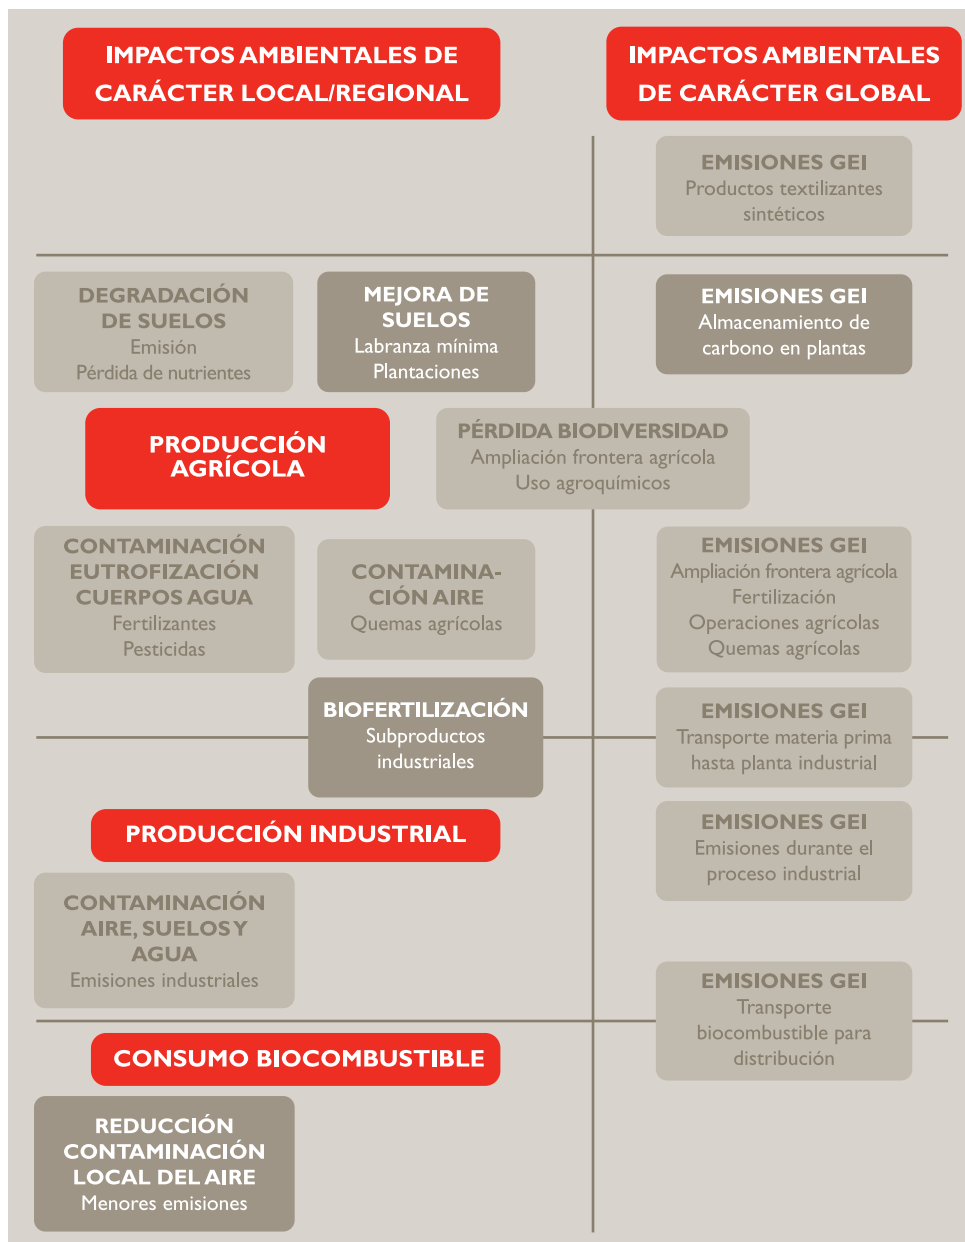 IMPACTOS AMBIENTALES DE
CARÁCTER LOCAL/REGIONAL
IMPACTOS AMBIENTALES
DE CARÁCTER GLOBAL
EMISIONES GEI
Productos textilizantes
sintéticos
DEGRADACIÓN
DE SUELOS
Emisión
Pérdida de nutrientes
MEJORA DE
SUELOS
Labranza mínima
Plantaciones
EMISIONES GEI
Almacenamiento de
carbono en plantas
PRODUCCIÓN
AGRÍCOLA
PÉRDIDA BIODIVERSIDAD
Ampliación frontera agrícola
Uso agroquímicos
CONTAMINACIÓN
EUTROFIZACIÓN
CUERPOS AGUA
Fertilizantes
Pesticidas
CONTAMINA-
CIÓN AIRE
Quemas agrícolas
EMISIONES GEI
Ampliación frontera agrícola
Fertilización
Operaciones agrícolas
Quemas agrícolas
BIOFERTILIZACIÓN
Subproductos
industriales
EMISIONES GEI
Transporte materia prima
hasta planta industrial
PRODUCCIÓN INDUSTRIAL
EMISIONES GEI
Emisiones durante el
proceso industrial
CONTAMINACIÓN
AIRE, SUELOS Y
AGUA
Emisiones industriales
EMISIONES GEI
Transporte
biocombustible para
distribución
CONSUMO BIOCOMBUSTIBLE
REDUCCIÓN
CONTAMINACIÓN
LOCAL DEL AIRE
Menores emisiones